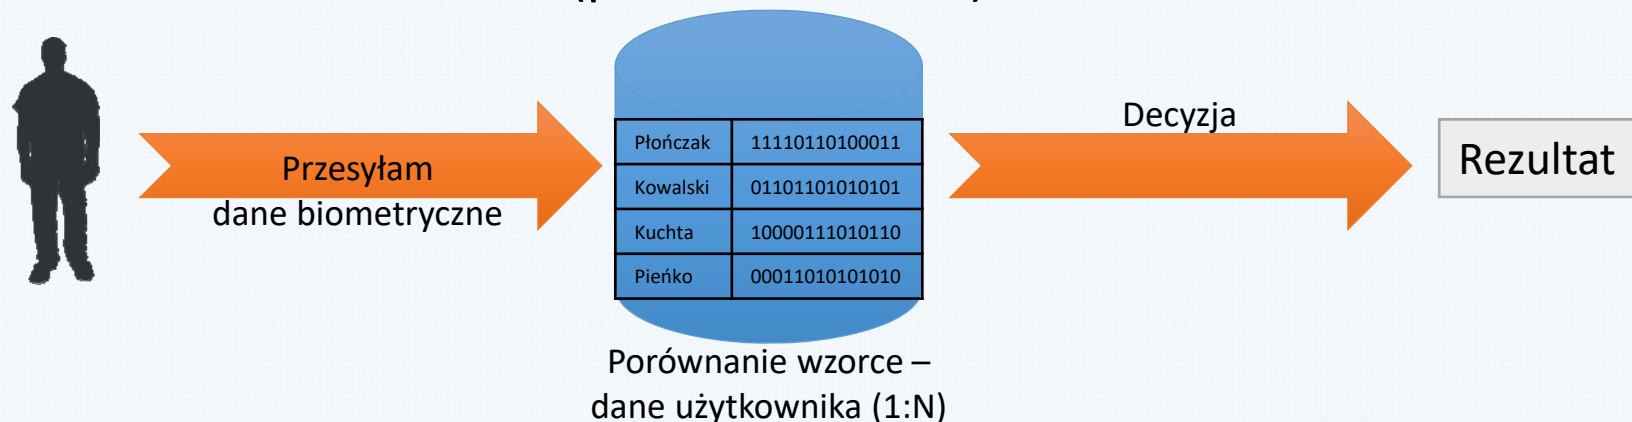 Przesyłam
dane biometryczne
Płończak 11110110100011
Kowalski 01101101010101
Kuchta 10000111010110
Pieńko 00011010101010
Porównanie wzorce –
dane użytkownika (1:N)
Decyzja
Rezultat